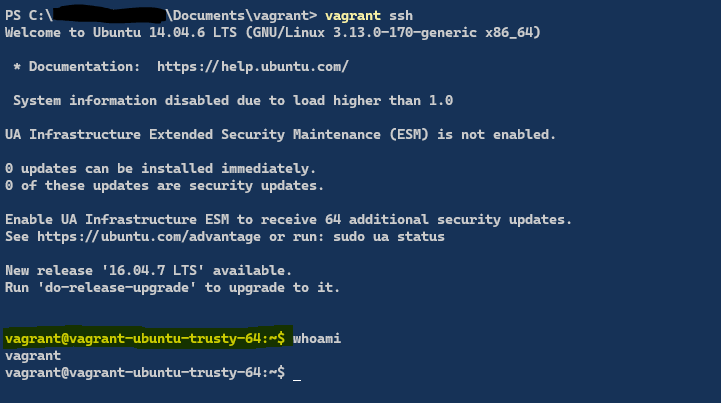 PS C:\ \Documents\vagrant> vagrant ssh
Welcome to Ubuntu 14.04.6 LTS (GNU/Linux 3.13.0-170-generic x86_64)
* Documentation:  https://help.ubuntu.com/
System information disabled due to load higher than 1.0
UA Infrastructure Extended Security Maintenance (ESM) is not enabled.
0 updates can be installed immediately.
0 of these updates are security updates.
Enable UA Infrastructure ESM to receive 64 additional security updates.
See https://ubuntu.com/advantage or run: sudo ua status
New release '16.04.7 LTS' available.
Run 'do-release-upgrade' to upgrade to it.
vagrant@vagrant-ubuntu-trusty-64:~$ whoami
vagrant
vagrant@vagrant-ubuntu-trusty-64:~$ _